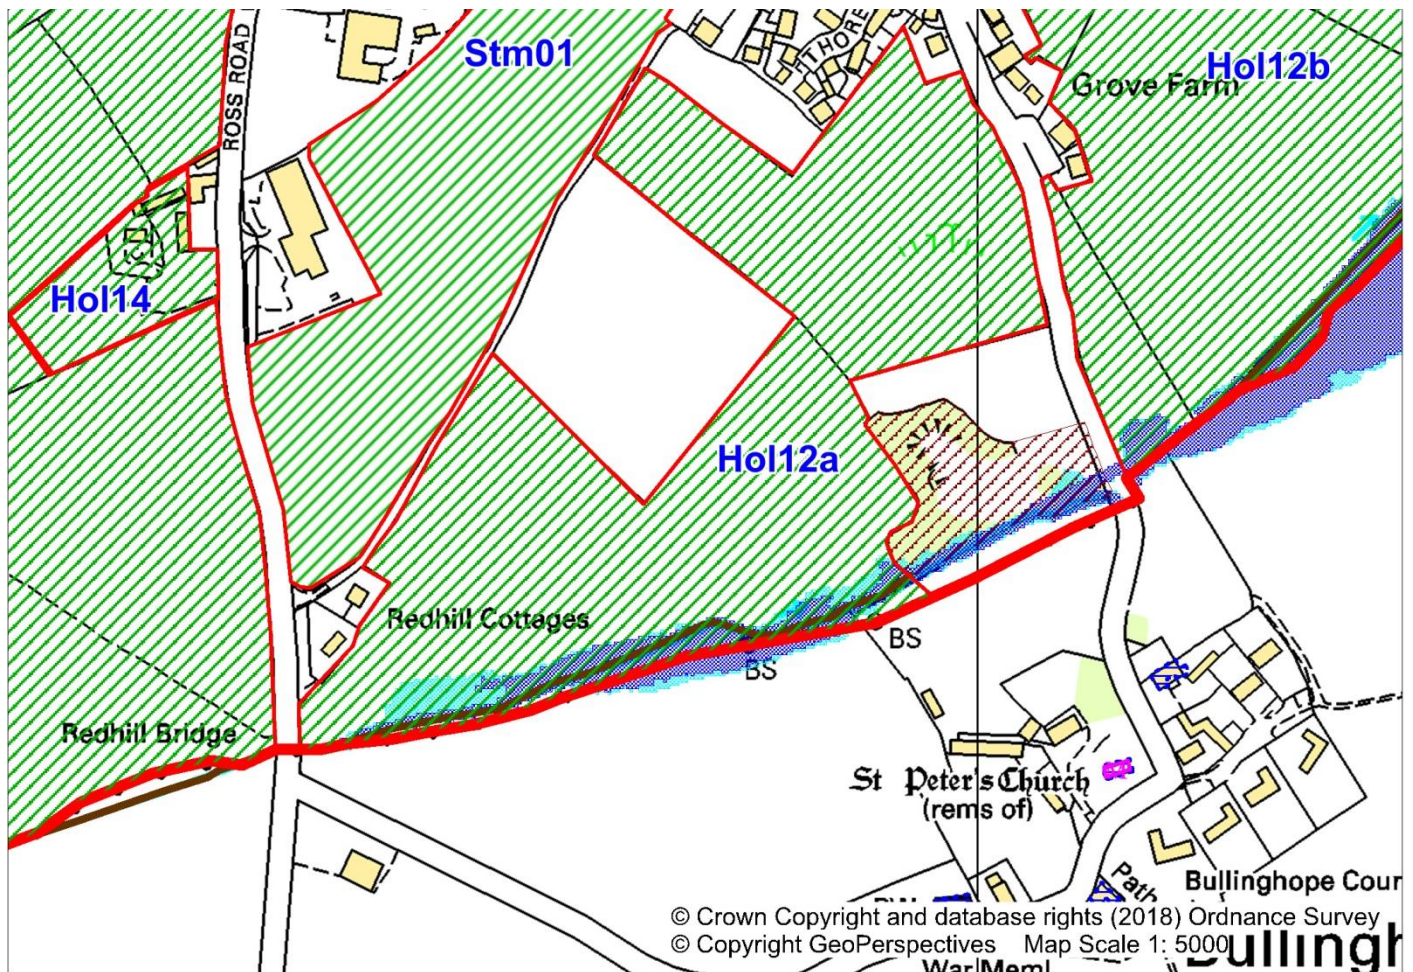 ROSS ROAD
Stm01
THORE
Hol12b
Grove Farm
Hol14
Hol12a
Redhill Cottages
BS
BS
Redhill Bridge
St Peter's Church
(rems of)
Path
Bullinghope Cour
© Crown Copyright and database rights (2018) Ordnance Survey
© Copyright GeoPerspectives Map Scale 1: 5000
Bullingh
War Meml